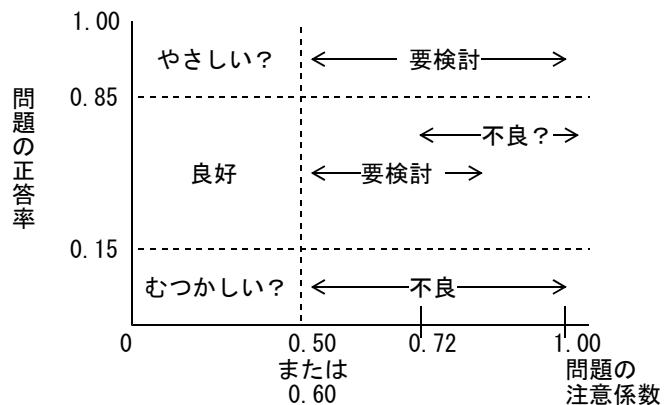 1.00
やさしい？
要検討
0.85
問題の正答率
不良？
良好
要検討
0.15
むつかしい？
不良
0
0.50
または
0.60
0.72
1.00
問題の
注意係数